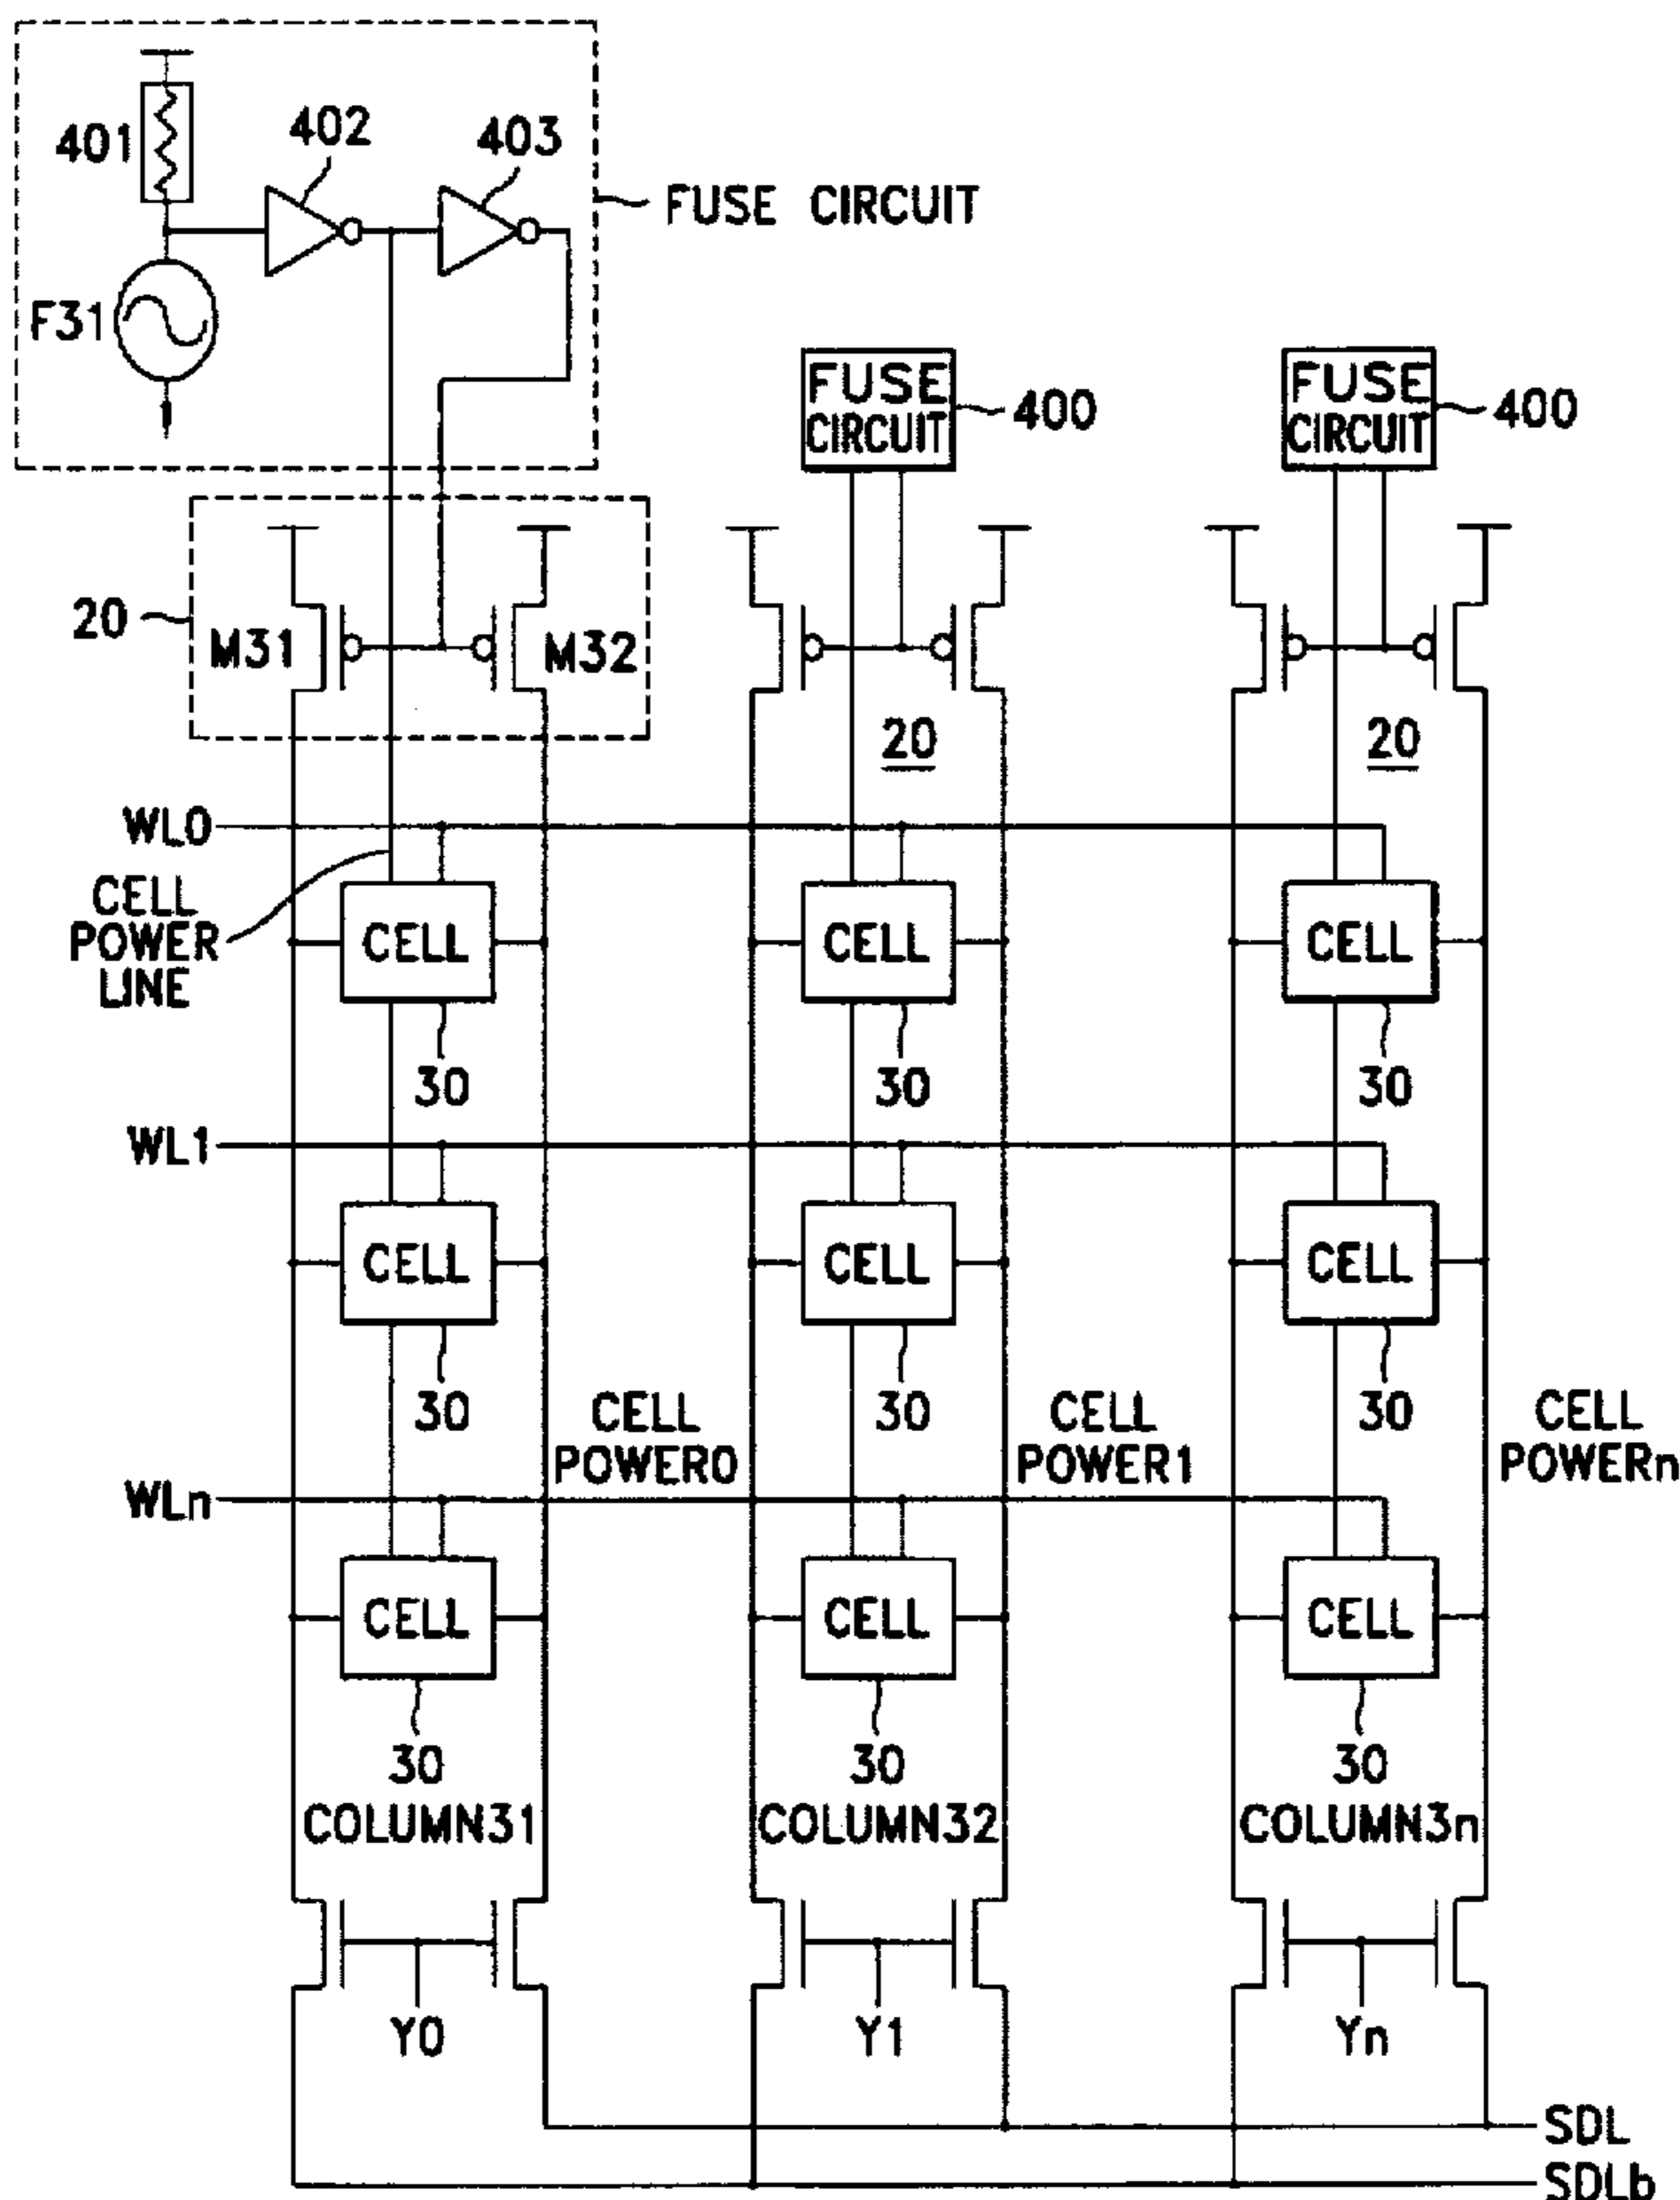 401
402
403
FUSE CIRCUIT
F31
FUSE
CIRCUIT
400
FUSE
CIRCUIT
400
20
M31
M32
20
20
WL0
CELL
POWER
LINE
CELL
CELL
CELL
30
30
30
WL1
CELL
CELL
CELL
30
30
30
CELL
POWER0
CELL
POWER1
CELL
POWERn
WLn
CELL
CELL
CELL
30
30
30
COLUMN31
COLUMN32
COLUMN3n
Y0
Y1
Yn
SDL
SDLb